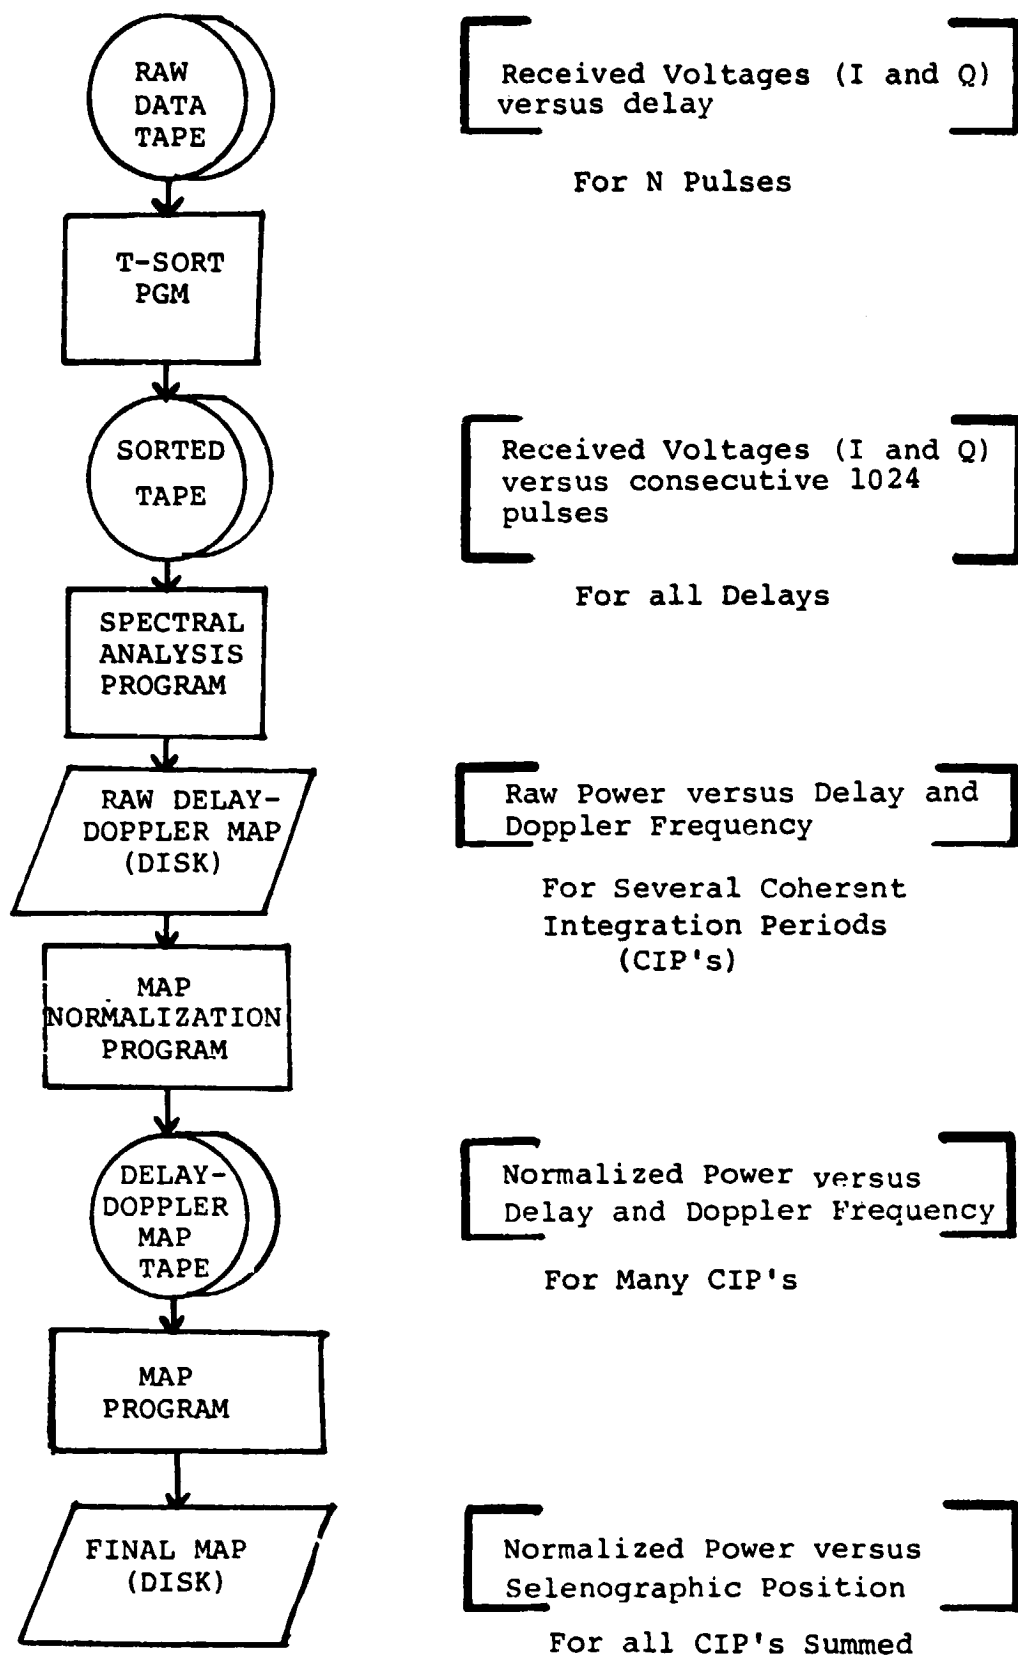 RAW
DATA
TAPE
Received Voltages (I and Q)
versus delay
For N Pulses
T-SORT
PGM
SORTED
TAPE
Received Voltages (I and Q)
versus consecutive 1024
pulses
For all Delays
SPECTRAL
ANALYSIS
PROGRAM
RAW DELAY-
DOPPLER MAP
(DISK)
Raw Power versus Delay and
Doppler Frequency
For Several Coherent
Integration Periods
(CIP's)
MAP
NORMALIZATION
PROGRAM
DELAY-
DOPPLER
MAP
TAPE
Normalized Power versus
Delay and Doppler Frequency
For Many CIP's
MAP
PROGRAM
FINAL MAP
(DISK)
Normalized Power versus
Selenographic Position
For all CIP's Summed